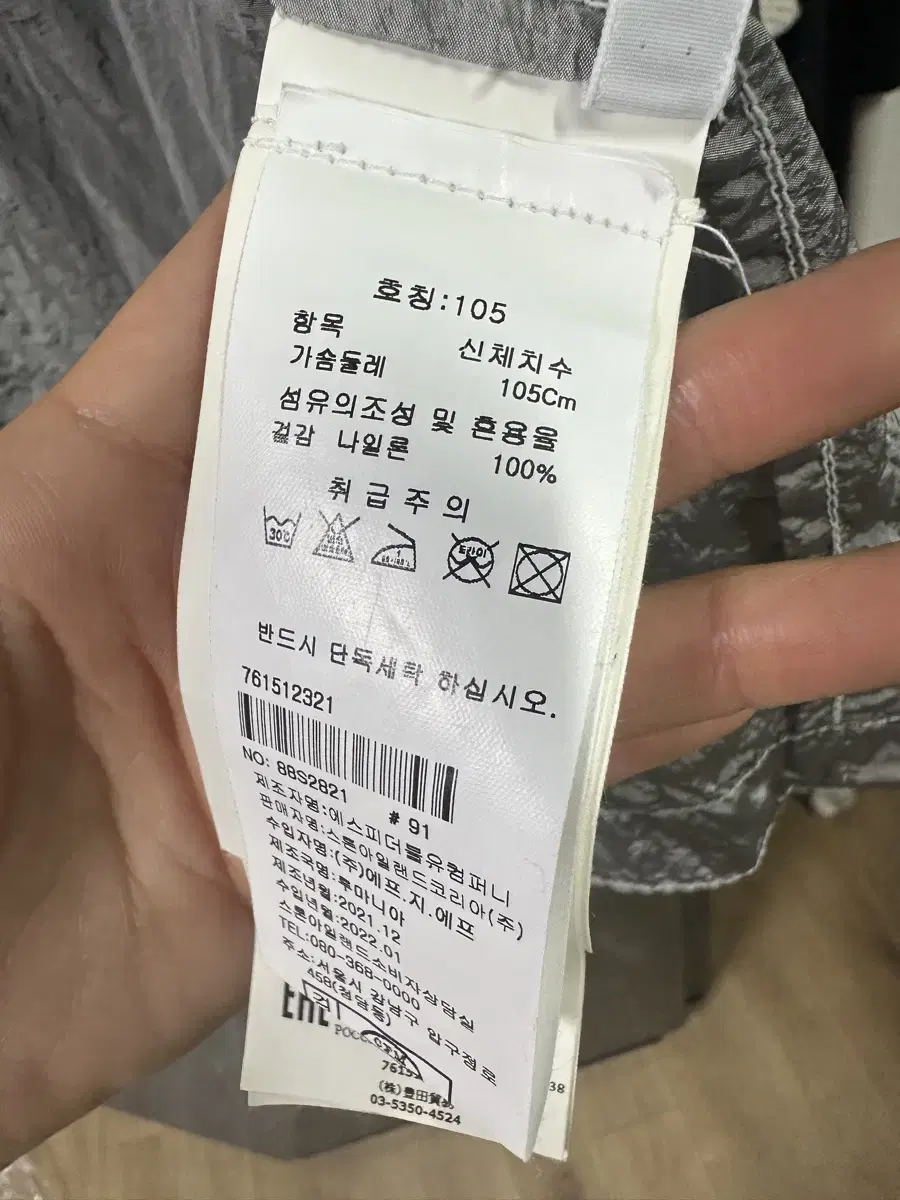 호칭:105
항목 신체치수
가슴둘레 105Cm
섬유의조성 및 혼용율
겉감 나일론 100%
취급주의
30℃ 드라이
반드시 단독세탁 하십시오.
761512321
NO: 88S2821 # 91
제조자명:에스피더블유컴퍼니
판매자명:스톤아일랜드코리아(주)
수입자명:(주)에프.지.에프
제조국명:루마니아
제조년월:2021.12
수입년월:2022.01
스톤아일랜드소비자상담실
TEL:080-368-0000
주소:서울시 강남구 압구정로
458(청담동)
EAC
03-5350-4524
38